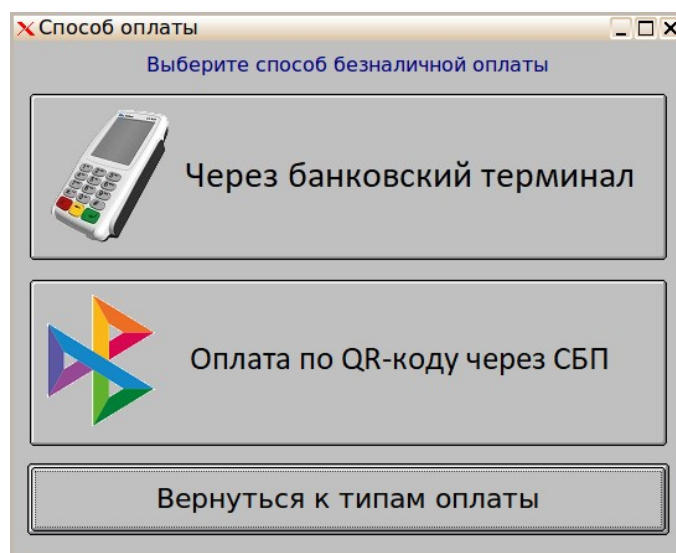 Способ оплаты
Выберите способ безналичной оплаты
Через банковский терминал
Оплата по QR-коду через СБП
Вернуться к типам оплаты